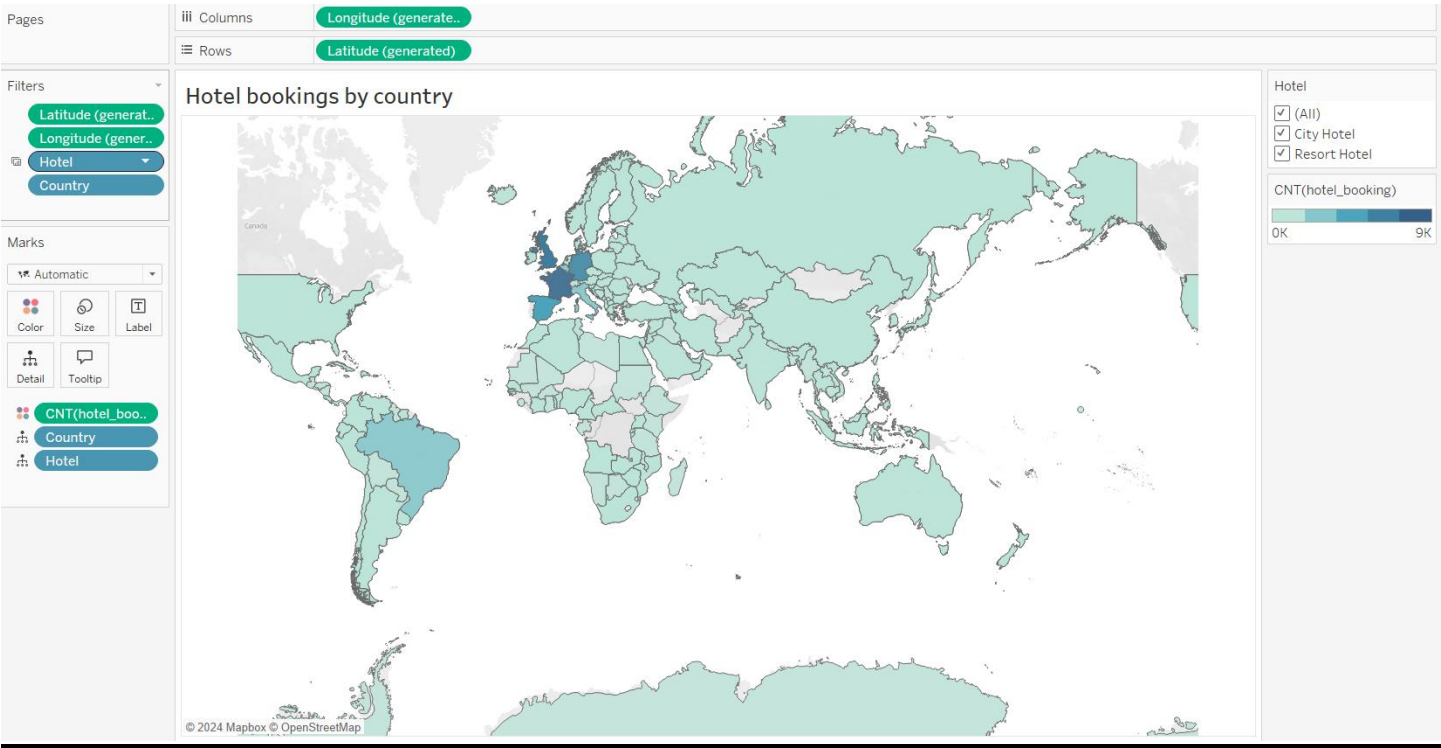 Pages
iii Columns
Longitude (generate..
Rows
Latitude (generated)
Filters
Latitude (generat..
Longitude (gener..
Hotel
Country
Marks
Automatic
Color
Size
Label
Detail
Tooltip
CNT(hotel_boo..
Country
Hotel
Hotel bookings by country
Canada
© 2024 Mapbox © OpenStreetMap
Hotel
(All)
City Hotel
Resort Hotel
CNT(hotel_booking)
0K 9K